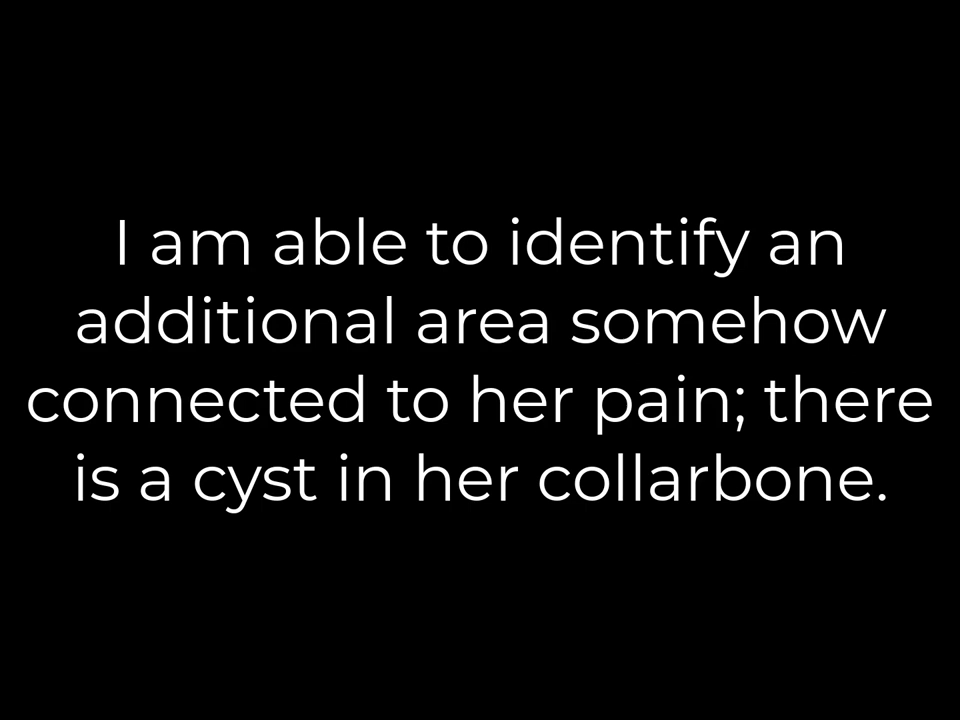 I am able to identify an
additional area somehow
connected to her pain; there
is a cyst in her collarbone.